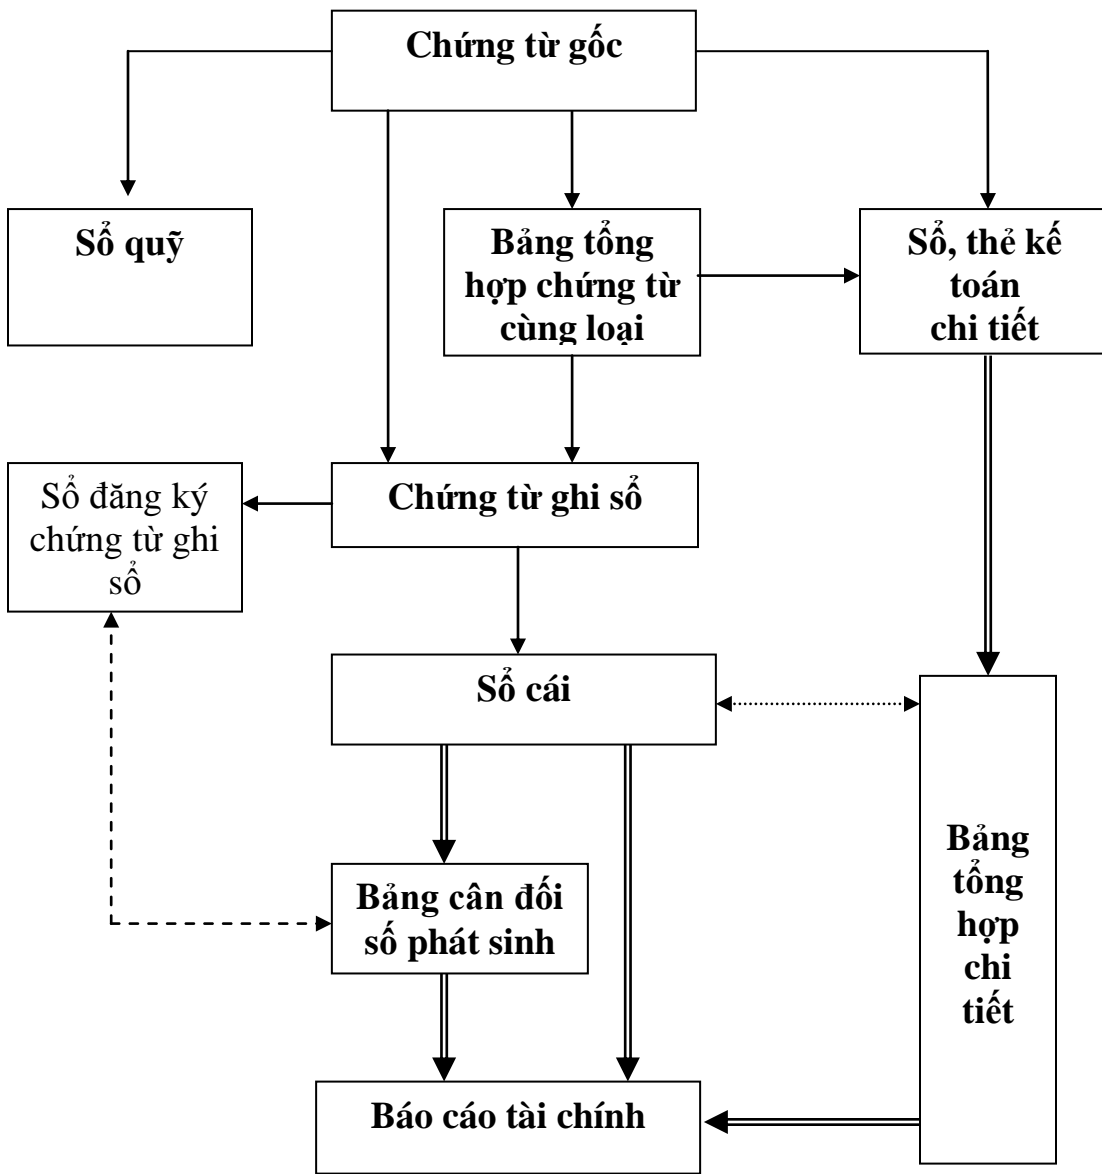 Chứng từ gốc
Sổ quỹ
Bảng tổng
hợp chứng từ
cùng loại
Sổ, thẻ kế
toán
chi tiết
Sổ đăng ký
chứng từ ghi
sổ
Chứng từ ghi sổ
Sổ cái
Bảng cân đối
số phát sinh
Bảng
tổng
hợp
chi
tiết
Báo cáo tài chính